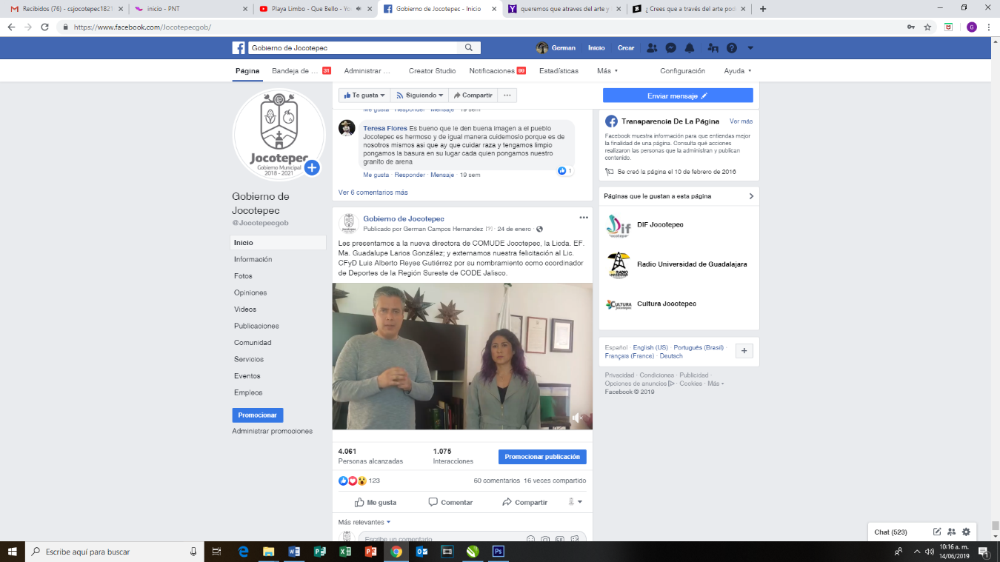 Recibidos (76) - csjocotepec1821
inicio - PNT
Playa Limbo - Que Bello - Yo
Gobierno de Jocotepec - Inicio
queremos que atraves del arte y
¿ Crees que a través del arte pod
https://www.facebook.com/Jocotepecgob/
G
Gobierno de Jocotepec
German
Inicio
Crear
Página
Bandeja de ... 31
Administrar ...
Creator Studio
Notificaciones 99
Estadísticas
Más
Configuración
Ayuda
Te gusta
Siguiendo
Compartir
Enviar mensaje
Jocotepec
Gobierno Municipal
2018 - 2021
Gobierno de
Jocotepec
@Jocotepecgob
Inicio
Información
Fotos
Opiniones
Videos
Publicaciones
Comunidad
Servicios
Eventos
Empleos
Promocionar
Administrar promociones
Me gusta · Responder · Mensaje · 19 sem
Teresa Flores Es bueno que le den buena imagen a el pueblo
Jocotepec es hermoso y de igual manera cuidemoslo porque es de
nosotros mismos asi que ay que cuidar raza y tengamos limpio
pongamos la basura en su lugar cada quien pongamos nuestro
granito de arena
1
Me gusta · Responder · Mensaje · 19 sem
Ver 6 comentarios más
Gobierno de Jocotepec
Publicado por German Campos Hernandez [?] · 24 de enero ·
Les presentamos a la nueva directora de COMUDE Jocotepec, la Licda. EF.
Ma. Guadalupe Larios González; y externamos nuestra felicitación al Lic.
CFyD Luis Alberto Reyes Gutiérrez por su nombramiento como coordinador
de Deportes de la Región Sureste de CODE Jalisco.
4.061
Personas alcanzadas
1.075
Interacciones
Promocionar publicación
123
60 comentarios 16 veces compartido
Me gusta
Comentar
Compartir
Más relevantes
Escribe un comentario
Transparencia De La Página
Ver más
Facebook muestra información para que entiendas mejor
la finalidad de una página. Consulta qué acciones
realizaron las personas que la administran y publican
contenido.
Se creó la página el 10 de febrero de 2016
Páginas que le gustan a esta página
DIF Jocotepec
Radio Universidad de Guadalajara
Cultura Jocotepec
Español · English (US) · Português (Brasil) ·
Français (France) · Deutsch
Privacidad · Condiciones · Publicidad ·
Opciones de anuncios · Cookies · Más
Facebook © 2019
Chat (523)
Escribe aquí para buscar
10:16 a. m.
14/06/2019
1